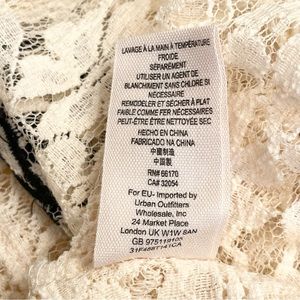 LAVAGE À LA MAIN À TEMPÉRATURE
FROIDE
SÉPARÉMENT
UTILISER UN AGENT DE
BLANCHIMENT SANS CHLORE SI
NÉCESSAIRE
REMODELER ET SÉCHER À PLAT
FAIBLE COMME FER NÉCESSAIRES
PEUT-ÊTRE ÊTRE NETTOYÉE SEC
HECHO EN CHINA
FABRICADO NA CHINA
中國制造
中国製
RN# 66170
CA# 32054
For EU- Imported by
Urban Outfitters
Wholesale, Inc
24 Market Place
London UK W1W 8AN
GB